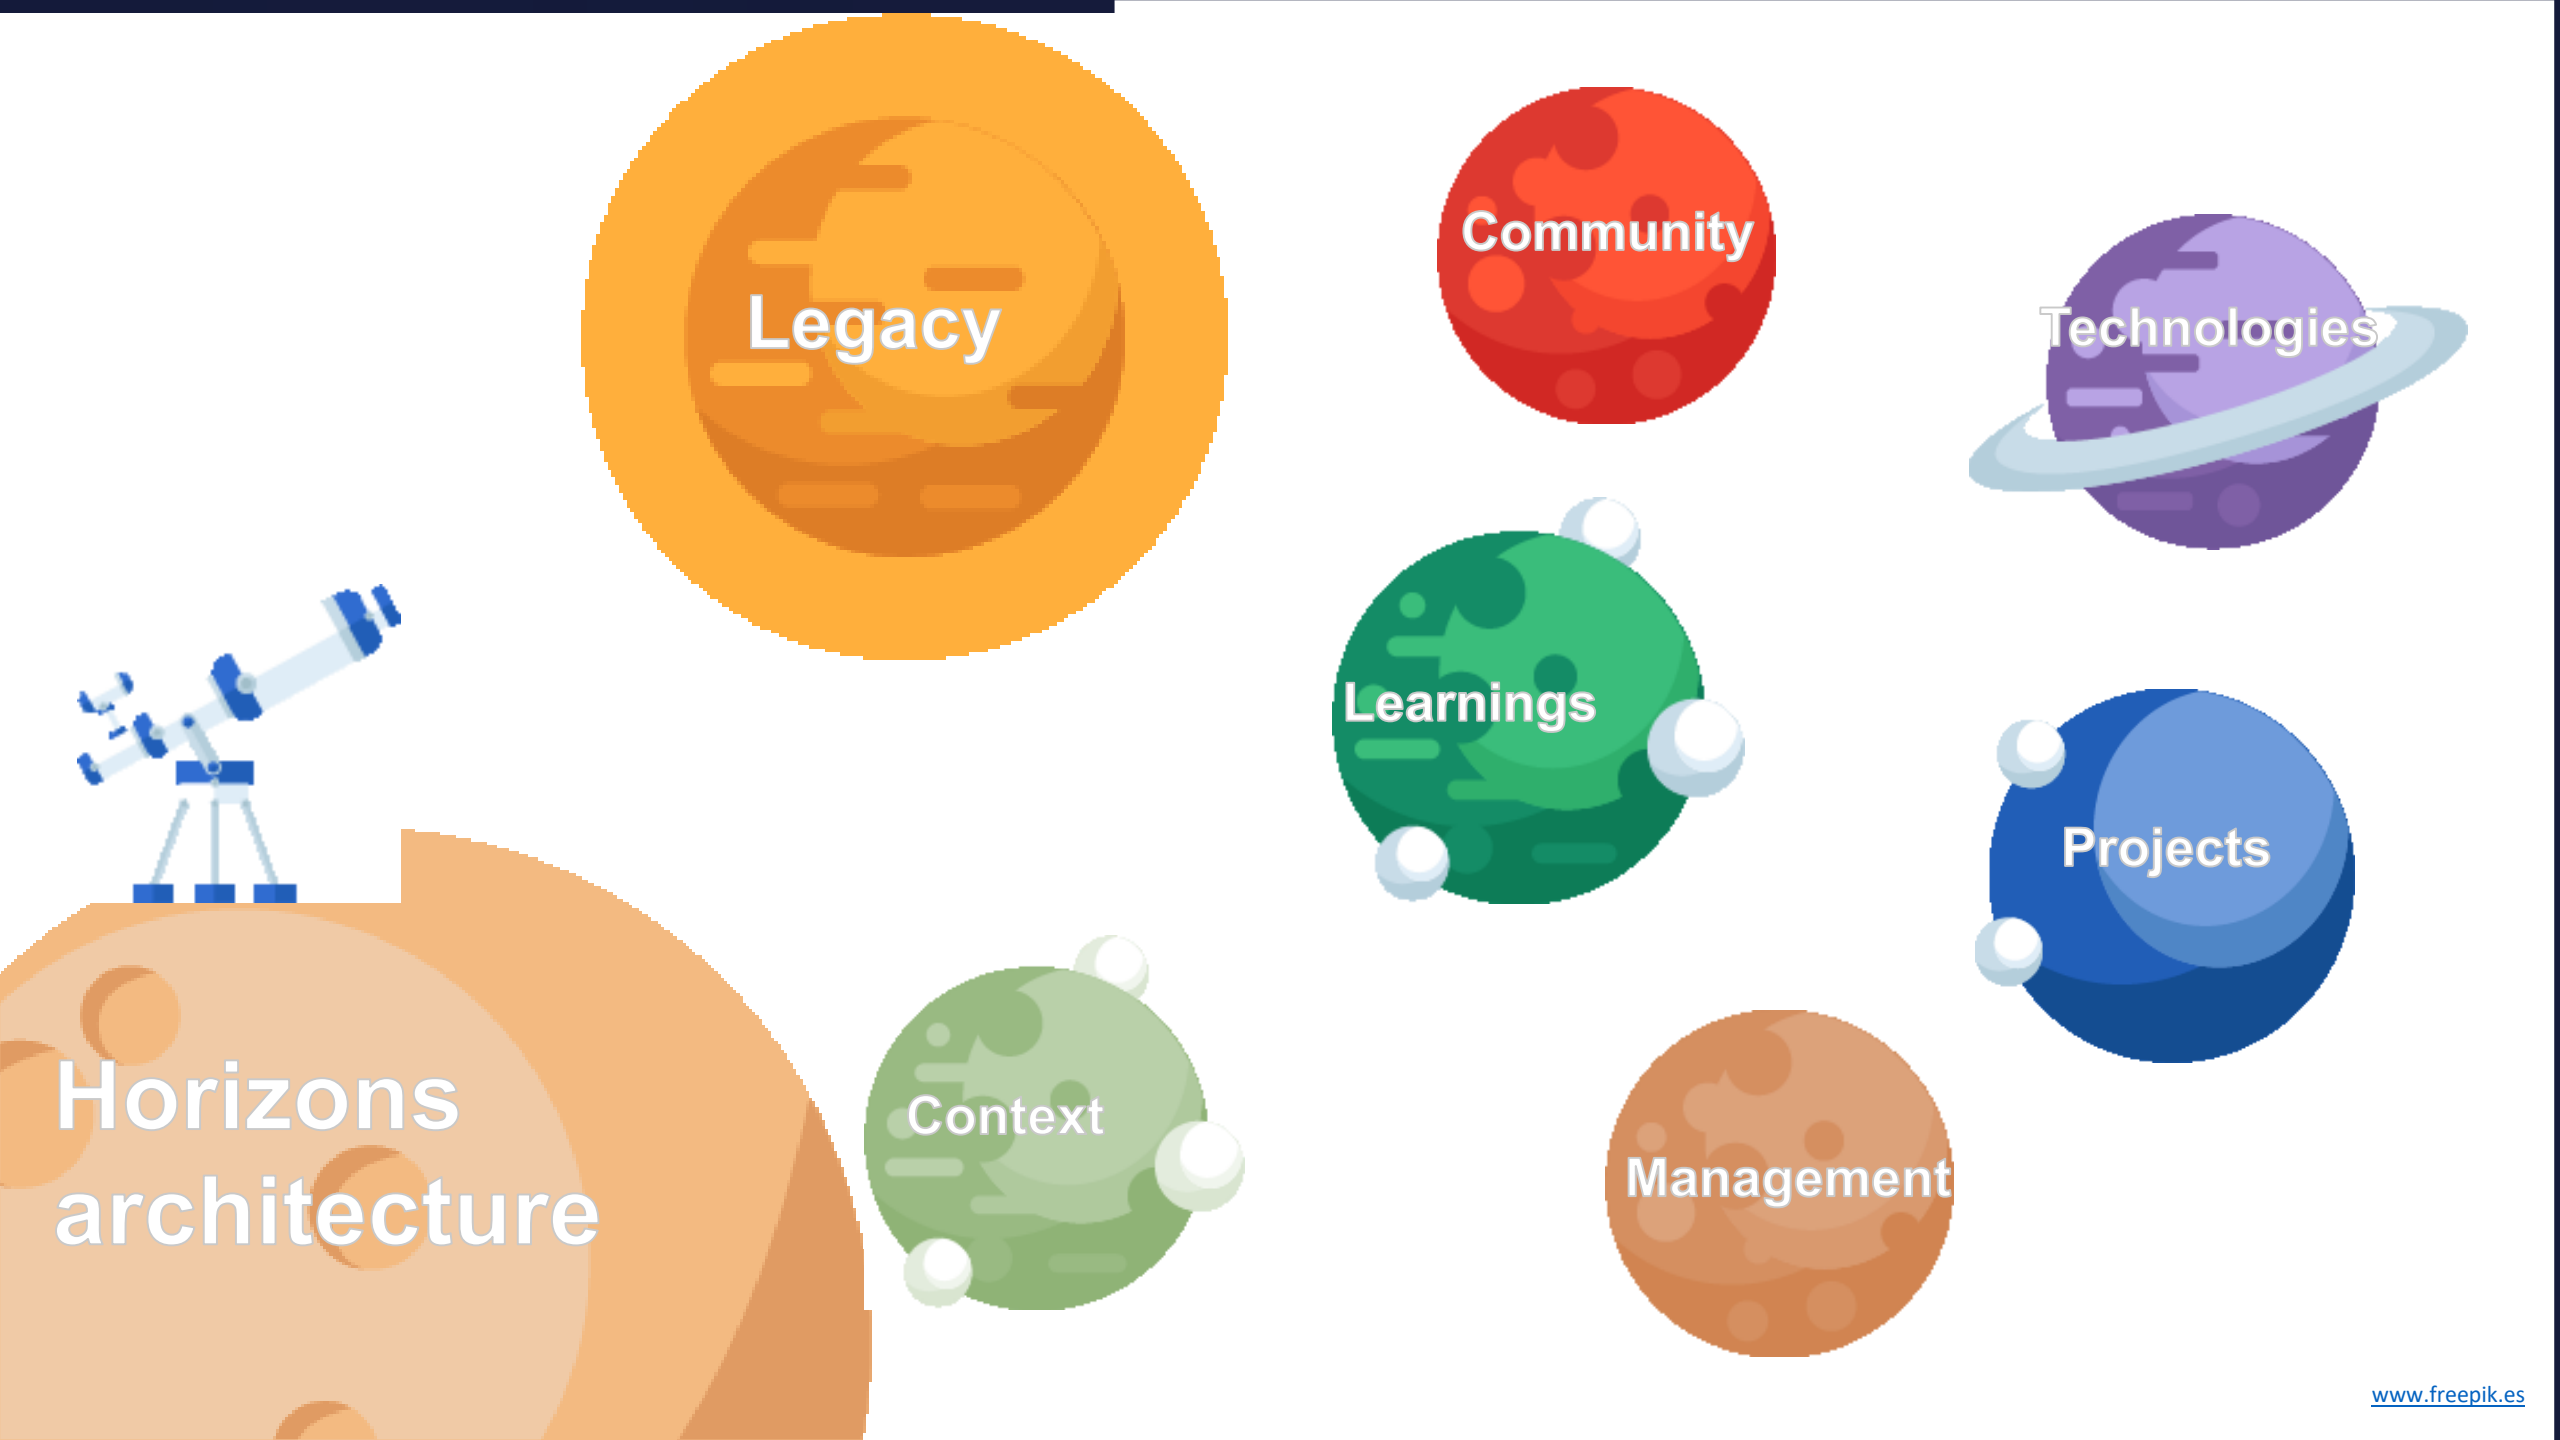 Legacy
Community
Technologies
Learnings
Projects
Horizons
architecture
Context
Management
www.freepik.es